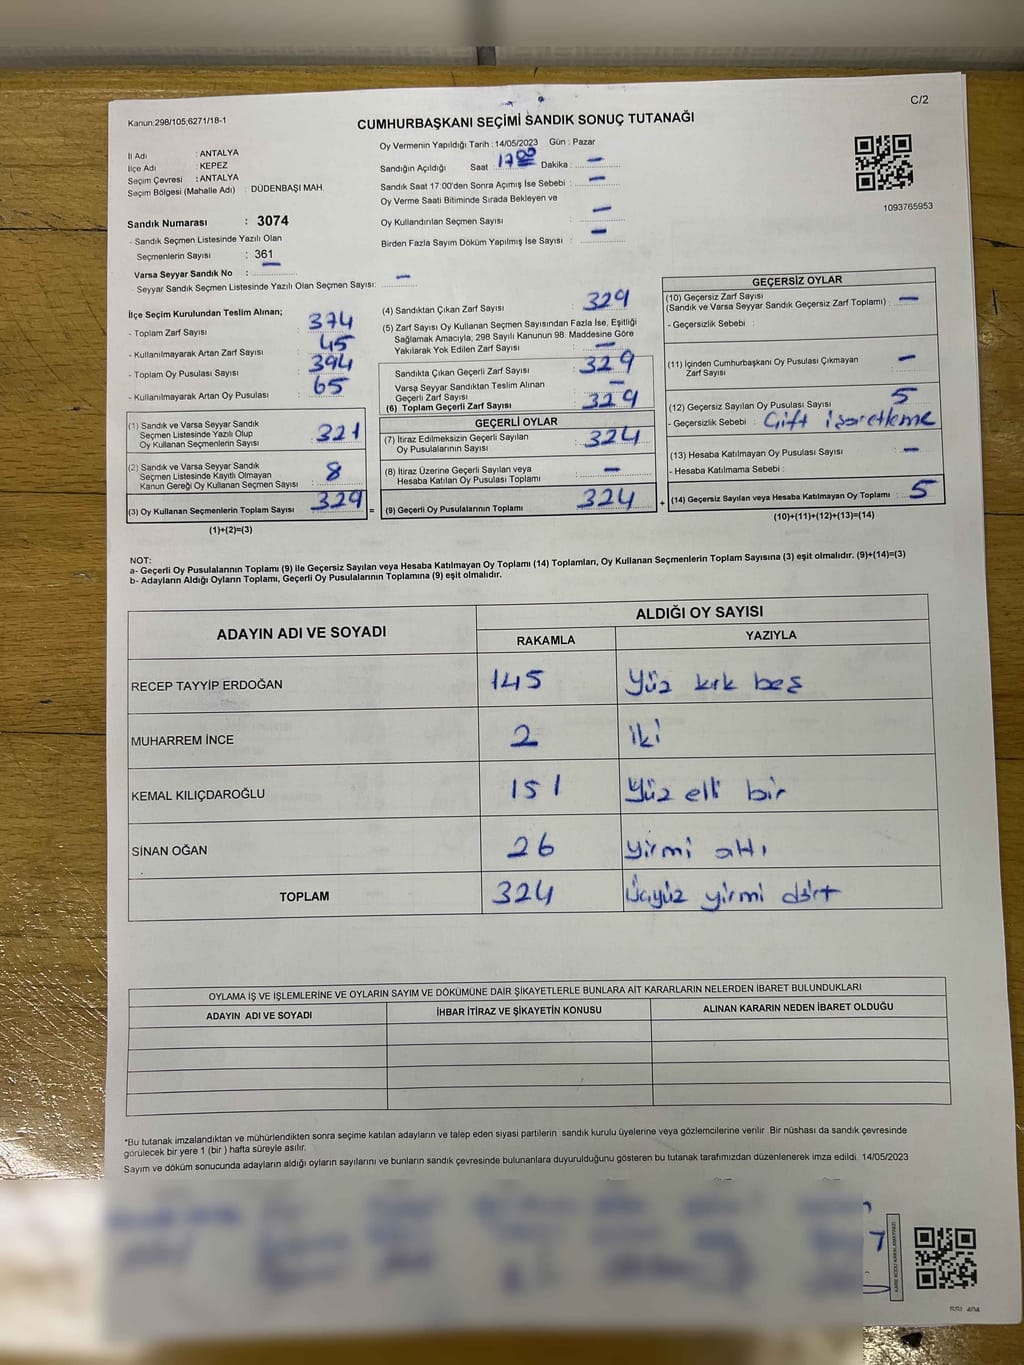 Kanun:298/105;6271/18-1
C/2
CUMHURBAŞKANI SEÇİMİ SANDIK SONUÇ TUTANAĞI
İl Adı : ANTALYA
İlçe Adı : KEPEZ
Seçim Çevresi : ANTALYA
Seçim Bölgesi (Mahalle Adı) : DÜDENBAŞI MAH.
Sandık Numarası : 3074
- Sandık Seçmen Listesinde Yazılı Olan
Seçmenlerin Sayısı : 361
Varsa Seyyar Sandık No : —
Seyyar Sandık Seçmen Listesinde Yazılı Olan Seçmen Sayısı: —
Oy Vermenin Yapıldığı Tarih : 14/05/2023 Gün : Pazar
Sandığın Açıldığı Saat : 17 00 Dakika : —
Sandık Saat 17:00'den Sonra Açımış İse Sebebi : —
Oy Verme Saati Bitiminde Sırada Bekleyen ve
Oy Kullandırılan Seçmen Sayısı : —
Birden Fazla Sayım Döküm Yapılmış İse Sayısı : —
1093765953
İlçe Seçim Kurulundan Teslim Alınan;
- Toplam Zarf Sayısı : 374
- Kullanılmayarak Artan Zarf Sayısı : 45
- Toplam Oy Pusulası Sayısı : 394
- Kullanılmayarak Artan Oy Pusulası : 65
(1) Sandık ve Varsa Seyyar Sandık
Seçmen Listesinde Yazılı Olup
Oy Kullanan Seçmenlerin Sayısı : 321
(2) Sandık ve Varsa Seyyar Sandık
Seçmen Listesinde Kayıtlı Olmayan
Kanun Gereği Oy Kullanan Seçmen Sayısı : 8
(3) Oy Kullanan Seçmenlerin Toplam Sayısı : 329 =
(1)+(2)=(3)
(4) Sandıktan Çıkan Zarf Sayısı : 329
(5) Zarf Sayısı Oy Kullanan Seçmen Sayısından Fazla İse, Eşitliği
Sağlamak Amacıyla; 298 Sayılı Kanunun 98. Maddesine Göre
Yakılarak Yok Edilen Zarf Sayısı : —
Sandıkta Çıkan Geçerli Zarf Sayısı : 329
Varsa Seyyar Sandıktan Teslim Alınan
Geçerli Zarf Sayısı : —
(6) Toplam Geçerli Zarf Sayısı : 329
GEÇERLİ OYLAR
(7) İtiraz Edilmeksizin Geçerli Sayılan
Oy Pusulalarının Sayısı : 324
(8) İtiraz Üzerine Geçerli Sayılan veya
Hesaba Katılan Oy Pusulası Toplamı : —
(9) Geçerli Oy Pusulalarının Toplamı : 324 +
GEÇERSİZ OYLAR
(10) Geçersiz Zarf Sayısı
(Sandık ve Varsa Seyyar Sandık Geçersiz Zarf Toplamı) : —
- Geçersizlik Sebebi :
(11) İçinden Cumhurbaşkanı Oy Pusulası Çıkmayan
Zarf Sayısı : —
(12) Geçersiz Sayılan Oy Pusulası Sayısı : 5
- Geçersizlik Sebebi : Çift işaretleme
(13) Hesaba Katılmayan Oy Pusulası Sayısı : —
- Hesaba Katılmama Sebebi :
(14) Geçersiz Sayılan veya Hesaba Katılmayan Oy Toplamı : 5
(10)+(11)+(12)+(13)=(14)
NOT:
a- Geçerli Oy Pusulalarının Toplamı (9) ile Geçersiz Sayılan veya Hesaba Katılmayan Oy Toplamı (14) Toplamları, Oy Kullanan Seçmenlerin Toplam Sayısına (3) eşit olmalıdır. (9)+(14)=(3)
b- Adayların Aldığı Oyların Toplamı, Geçerli Oy Pusulalarının Toplamına (9) eşit olmalıdır.
ADAYIN ADI VE SOYADI
ALDIĞI OY SAYISI
RAKAMLA YAZIYLA
RECEP TAYYİP ERDOĞAN 145 Yüz kırk beş
MUHARREM İNCE 2 iki
KEMAL KILIÇDAROĞLU 151 Yüz elli bir
SİNAN OĞAN 26 yirmi altı
TOPLAM 324 Üçyüz yirmi dört
OYLAMA İŞ VE İŞLEMLERİNE VE OYLARIN SAYIM VE DÖKÜMÜNE DAİR ŞİKAYETLERLE BUNLARA AİT KARARLARIN NELERDEN İBARET BULUNDUKLARI
ADAYIN ADI VE SOYADI İHBAR İTİRAZ VE ŞİKAYETİN KONUSU ALINAN KARARIN NEDEN İBARET OLDUĞU
*Bu tutanak imzalandıktan ve mühürlendikten sonra seçime katılan adayların ve talep eden siyasi partilerin sandık kurulu üyelerine veya gözlemcilerine verilir .Bir nüshası da sandık çevresinde
görülecek bir yere 1 (bir ) hafta süreyle asılır.
Sayım ve döküm sonucunda adayların aldığı oyların sayılarını ve bunların sandık çevresinde bulunanlara duyurulduğunu gösteren bu tutanak tarafımızdan düzenlenerek imza edildi. 14/05/2023